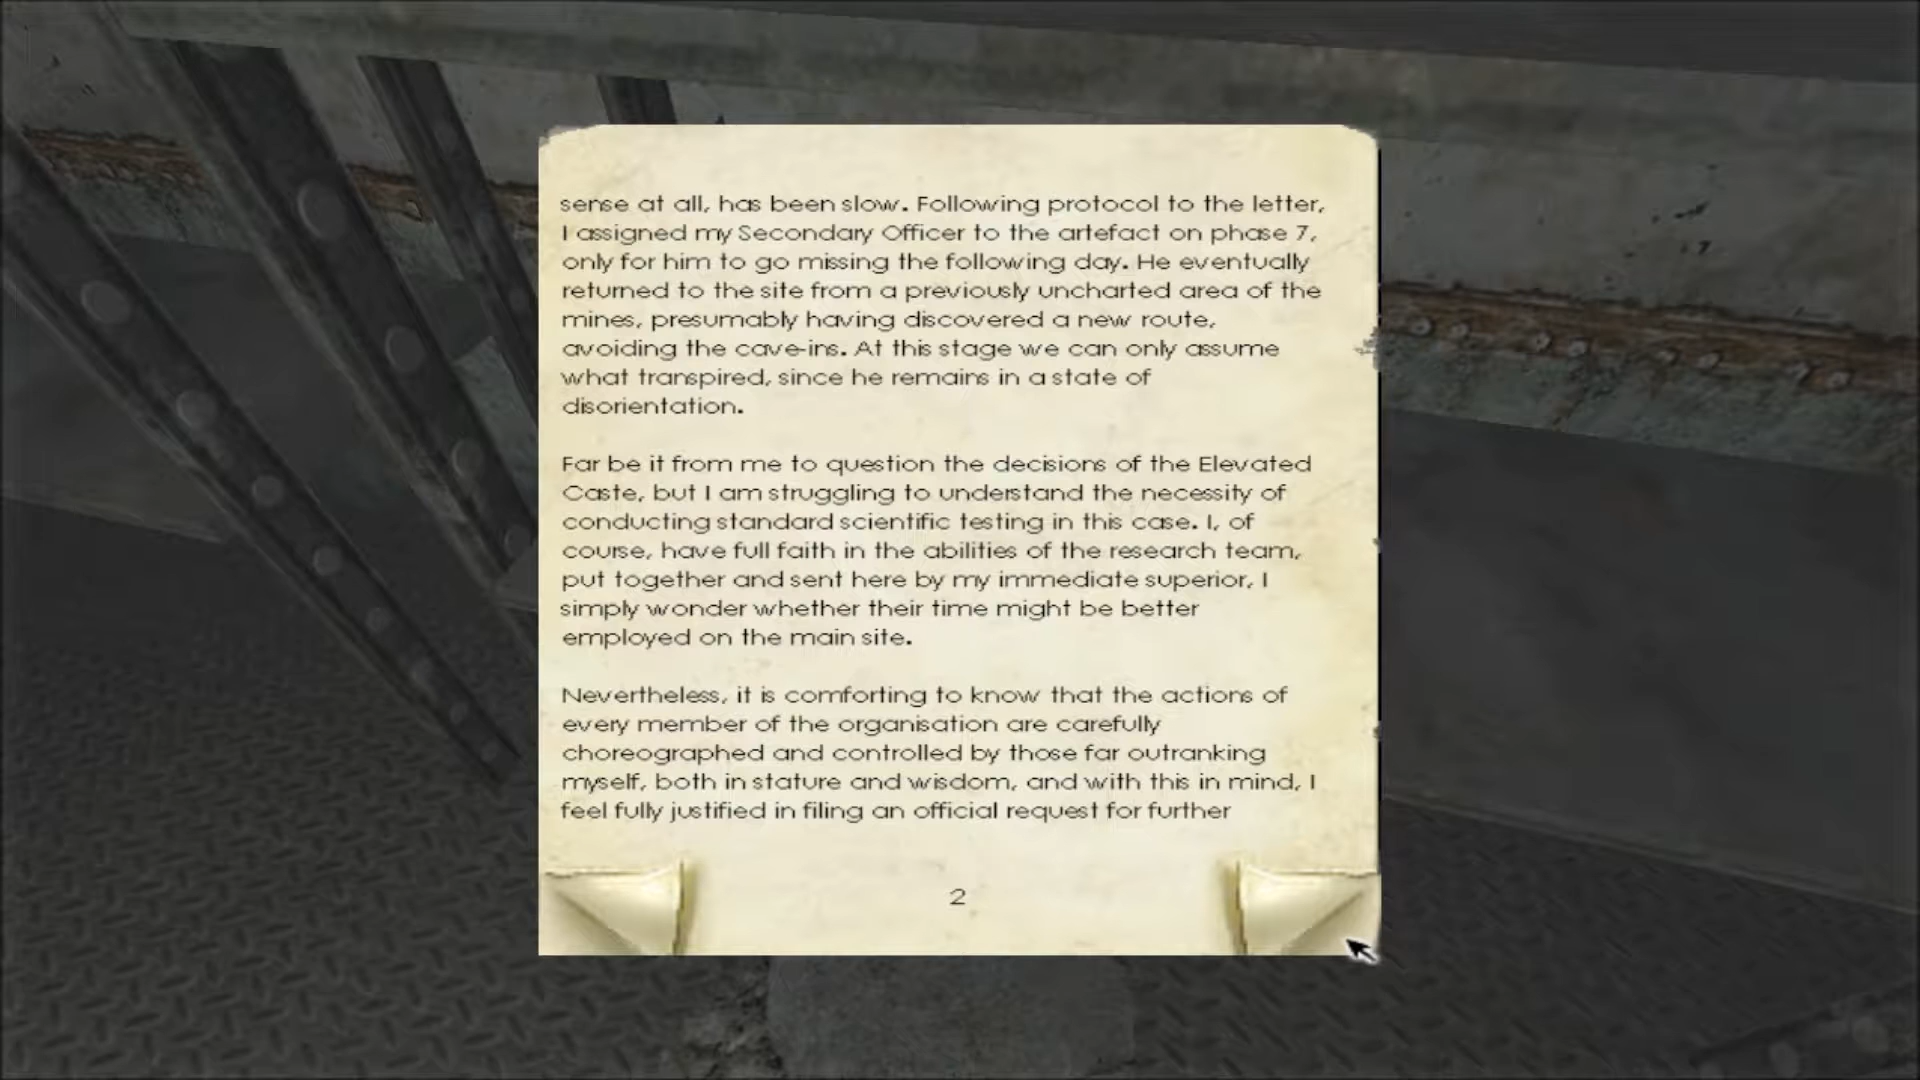 sense at all, has been slow. Following protocol to the letter,
I assigned my Secondary Officer to the artefact on phase 7,
only for him to go missing the following day. He eventually
returned to the site from a previously uncharted area of the
mines, presumably having discovered a new route,
avoiding the cave-ins. At this stage we can only assume
what transpired, since he remains in a state of
disorientation.
Far be it from me to question the decisions of the Elevated
Caste, but I am struggling to understand the necessity of
conducting standard scientific testing in this case. I, of
course, have full faith in the abilities of the research team,
put together and sent here by my immediate superior, I
simply wonder whether their time might be better
employed on the main site.
Nevertheless, it is comforting to know that the actions of
every member of the organisation are carefully
choreographed and controlled by those far outranking
myself, both in stature and wisdom, and with this in mind, I
feel fully justified in filing an official request for further
2